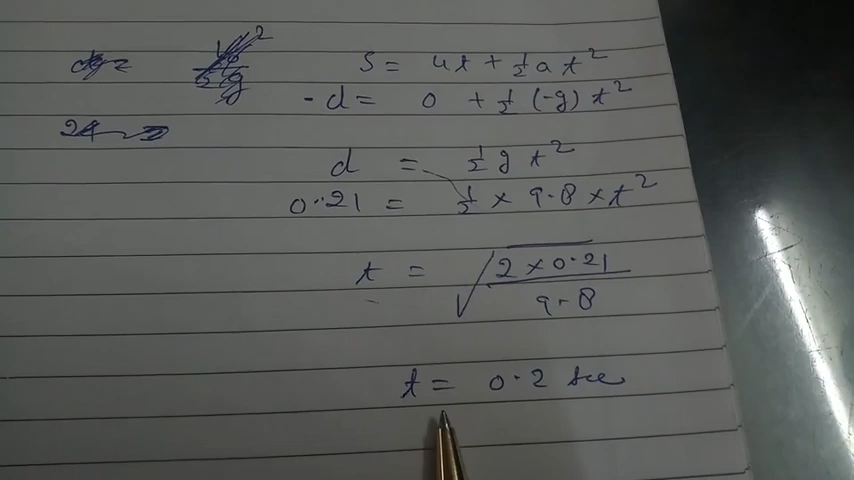 S = ut + ½ a t²
- d = 0 + ½ (-g) t²
d = ½ g t²
0.21 = ½ × 9.8 × t²
t = √(2 × 0.21 / 9.8)
t = 0.2 sec